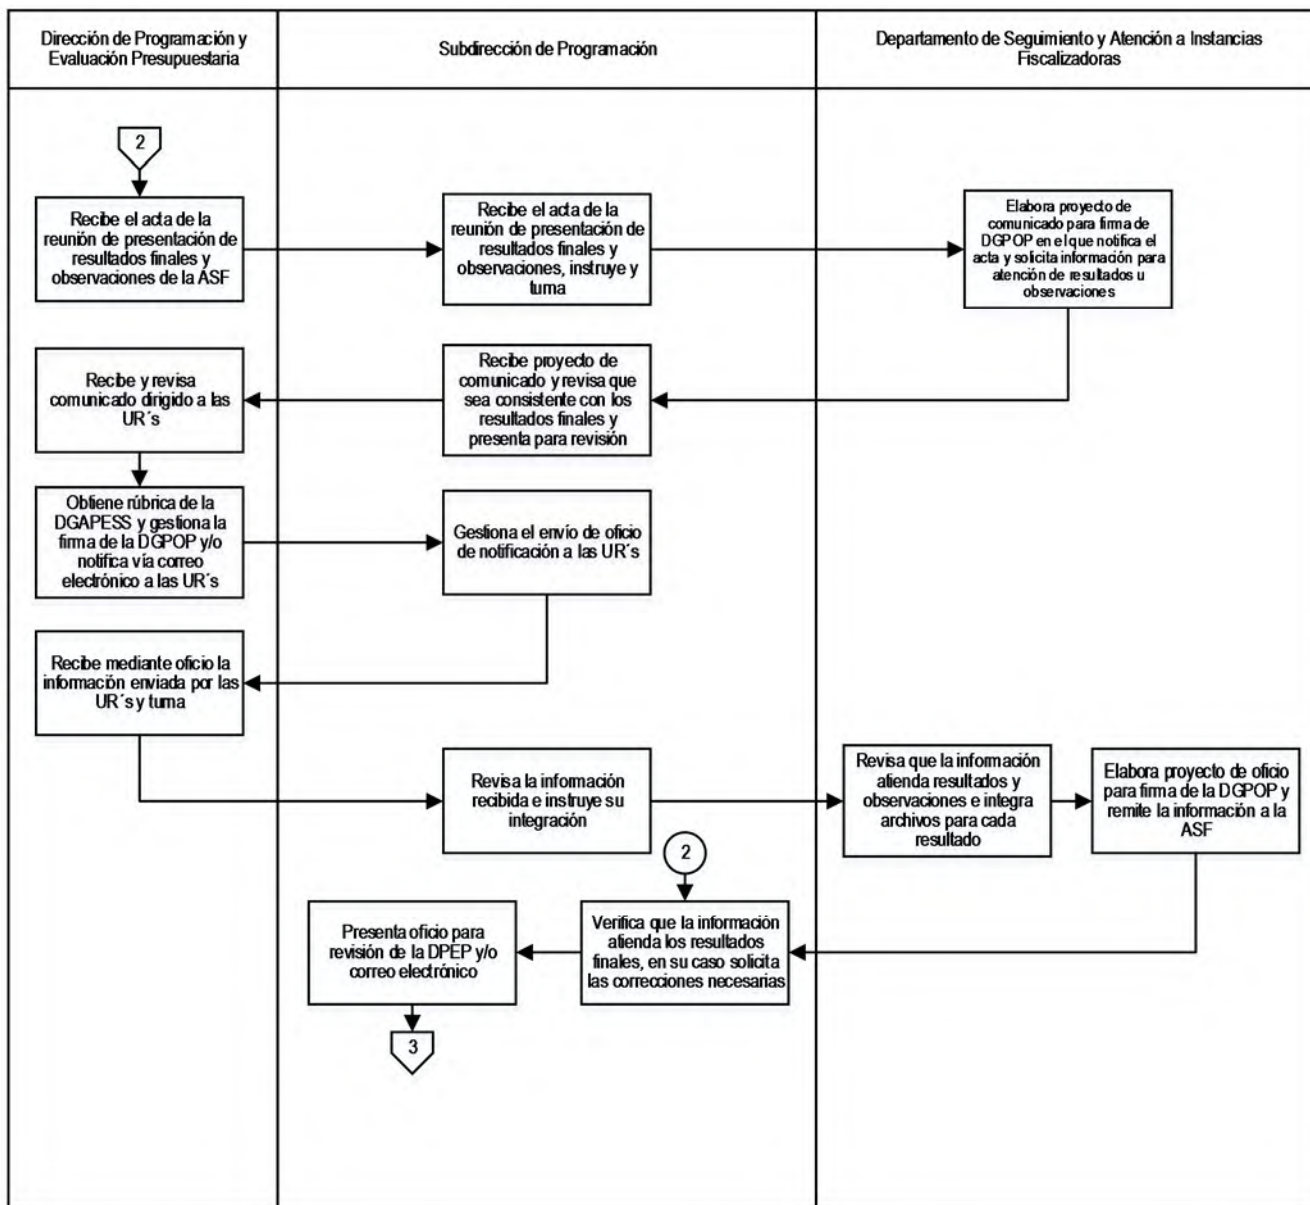 Dirección de Programación y
Evaluación Presupuestaria
Subdirección de Programación
Departamento de Seguimiento y Atención a Instancias
Fiscalizadoras
2
Recibe el acta de la
reunión de presentación de
resultados finales y
observaciones de la ASF
Recibe el acta de la
reunión de presentación de
resultados finales y
observaciones, instruye y
turna
Elabora proyecto de
comunicado para firma de
DGPOP en el que notifica el
acta y solicita información para
atención de resultados u
observaciones
Recibe y revisa
comunicado dirigido a las
UR´s
Recibe proyecto de
comunicado y revisa que
sea consistente con los
resultados finales y
presenta para revisión
Obtiene rúbrica de la
DGAPESS y gestiona la
firma de la DGPOP y/o
notifica vía correo
electrónico a las UR´s
Gestiona el envío de oficio
de notificación a las UR´s
Recibe mediante oficio la
información enviada por las
UR´s y turna
Revisa la información
recibida e instruye su
integración
Revisa que la información
atienda resultados y
observaciones e integra
archivos para cada
resultado
Elabora proyecto de oficio
para firma de la DGPOP y
remite la información a la
ASF
2
Presenta oficio para
revisión de la DPEP y/o
correo electrónico
Verifica que la información
atienda los resultados
finales, en su caso solicita
las correcciones necesarias
3